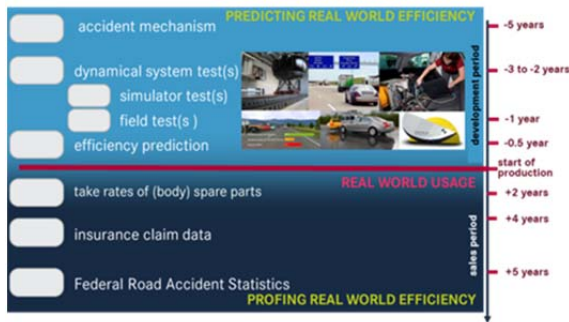 PREDICTING REAL WORLD EFFICIENCY
accident mechanism
-5 years
dynamical system test(s)
-3 to -2 years
simulator test(s)
field test(s )
-1 year
efficiency prediction
-0.5 year
development period
start of
production
REAL WORLD USAGE
take rates of (body) spare parts
+2 years
+4 years
insurance claim data
sales period
+5 years
Federal Road Accident Statistics
PROFING REAL WORLD EFFICIENCY